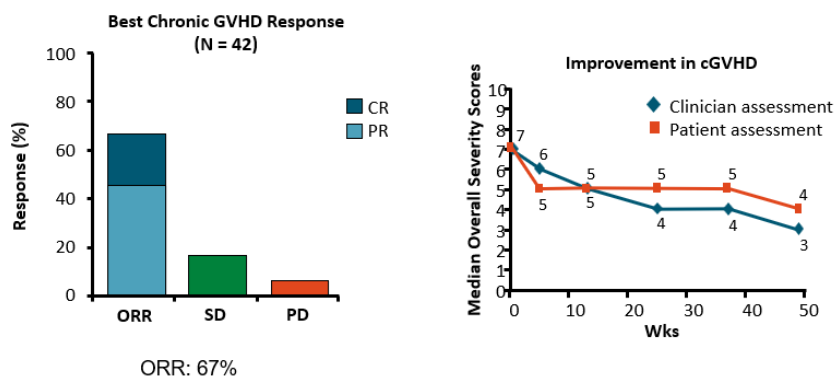 Best Chronic GVHD Response
(N = 42)
Response (%)
100
80
60
40
20
0
CR
PR
ORR
SD
PD
ORR: 67%
Improvement in cGVHD
Median Overall Severity Scores
10
9
8
7
6
5
4
3
2
1
0
Clinician assessment
Patient assessment
7
6
5
5
5
5
4
5
4
4
3
0
10
20
30
40
50
Wks